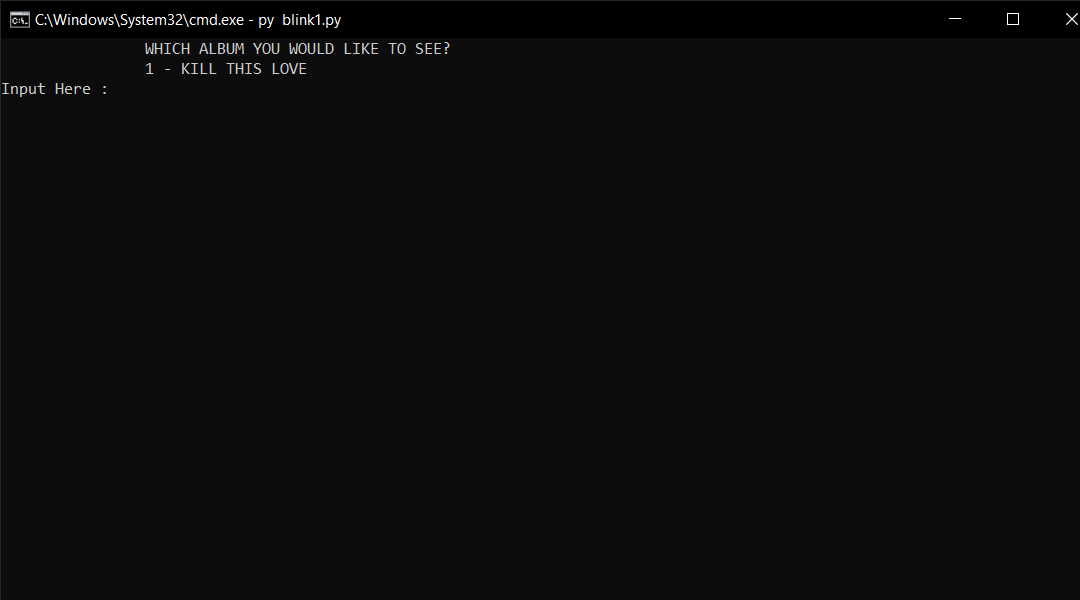 C:\Windows\System32\cmd.exe - py  blink1.py
WHICH ALBUM YOU WOULD LIKE TO SEE?
1 - KILL THIS LOVE
Input Here :